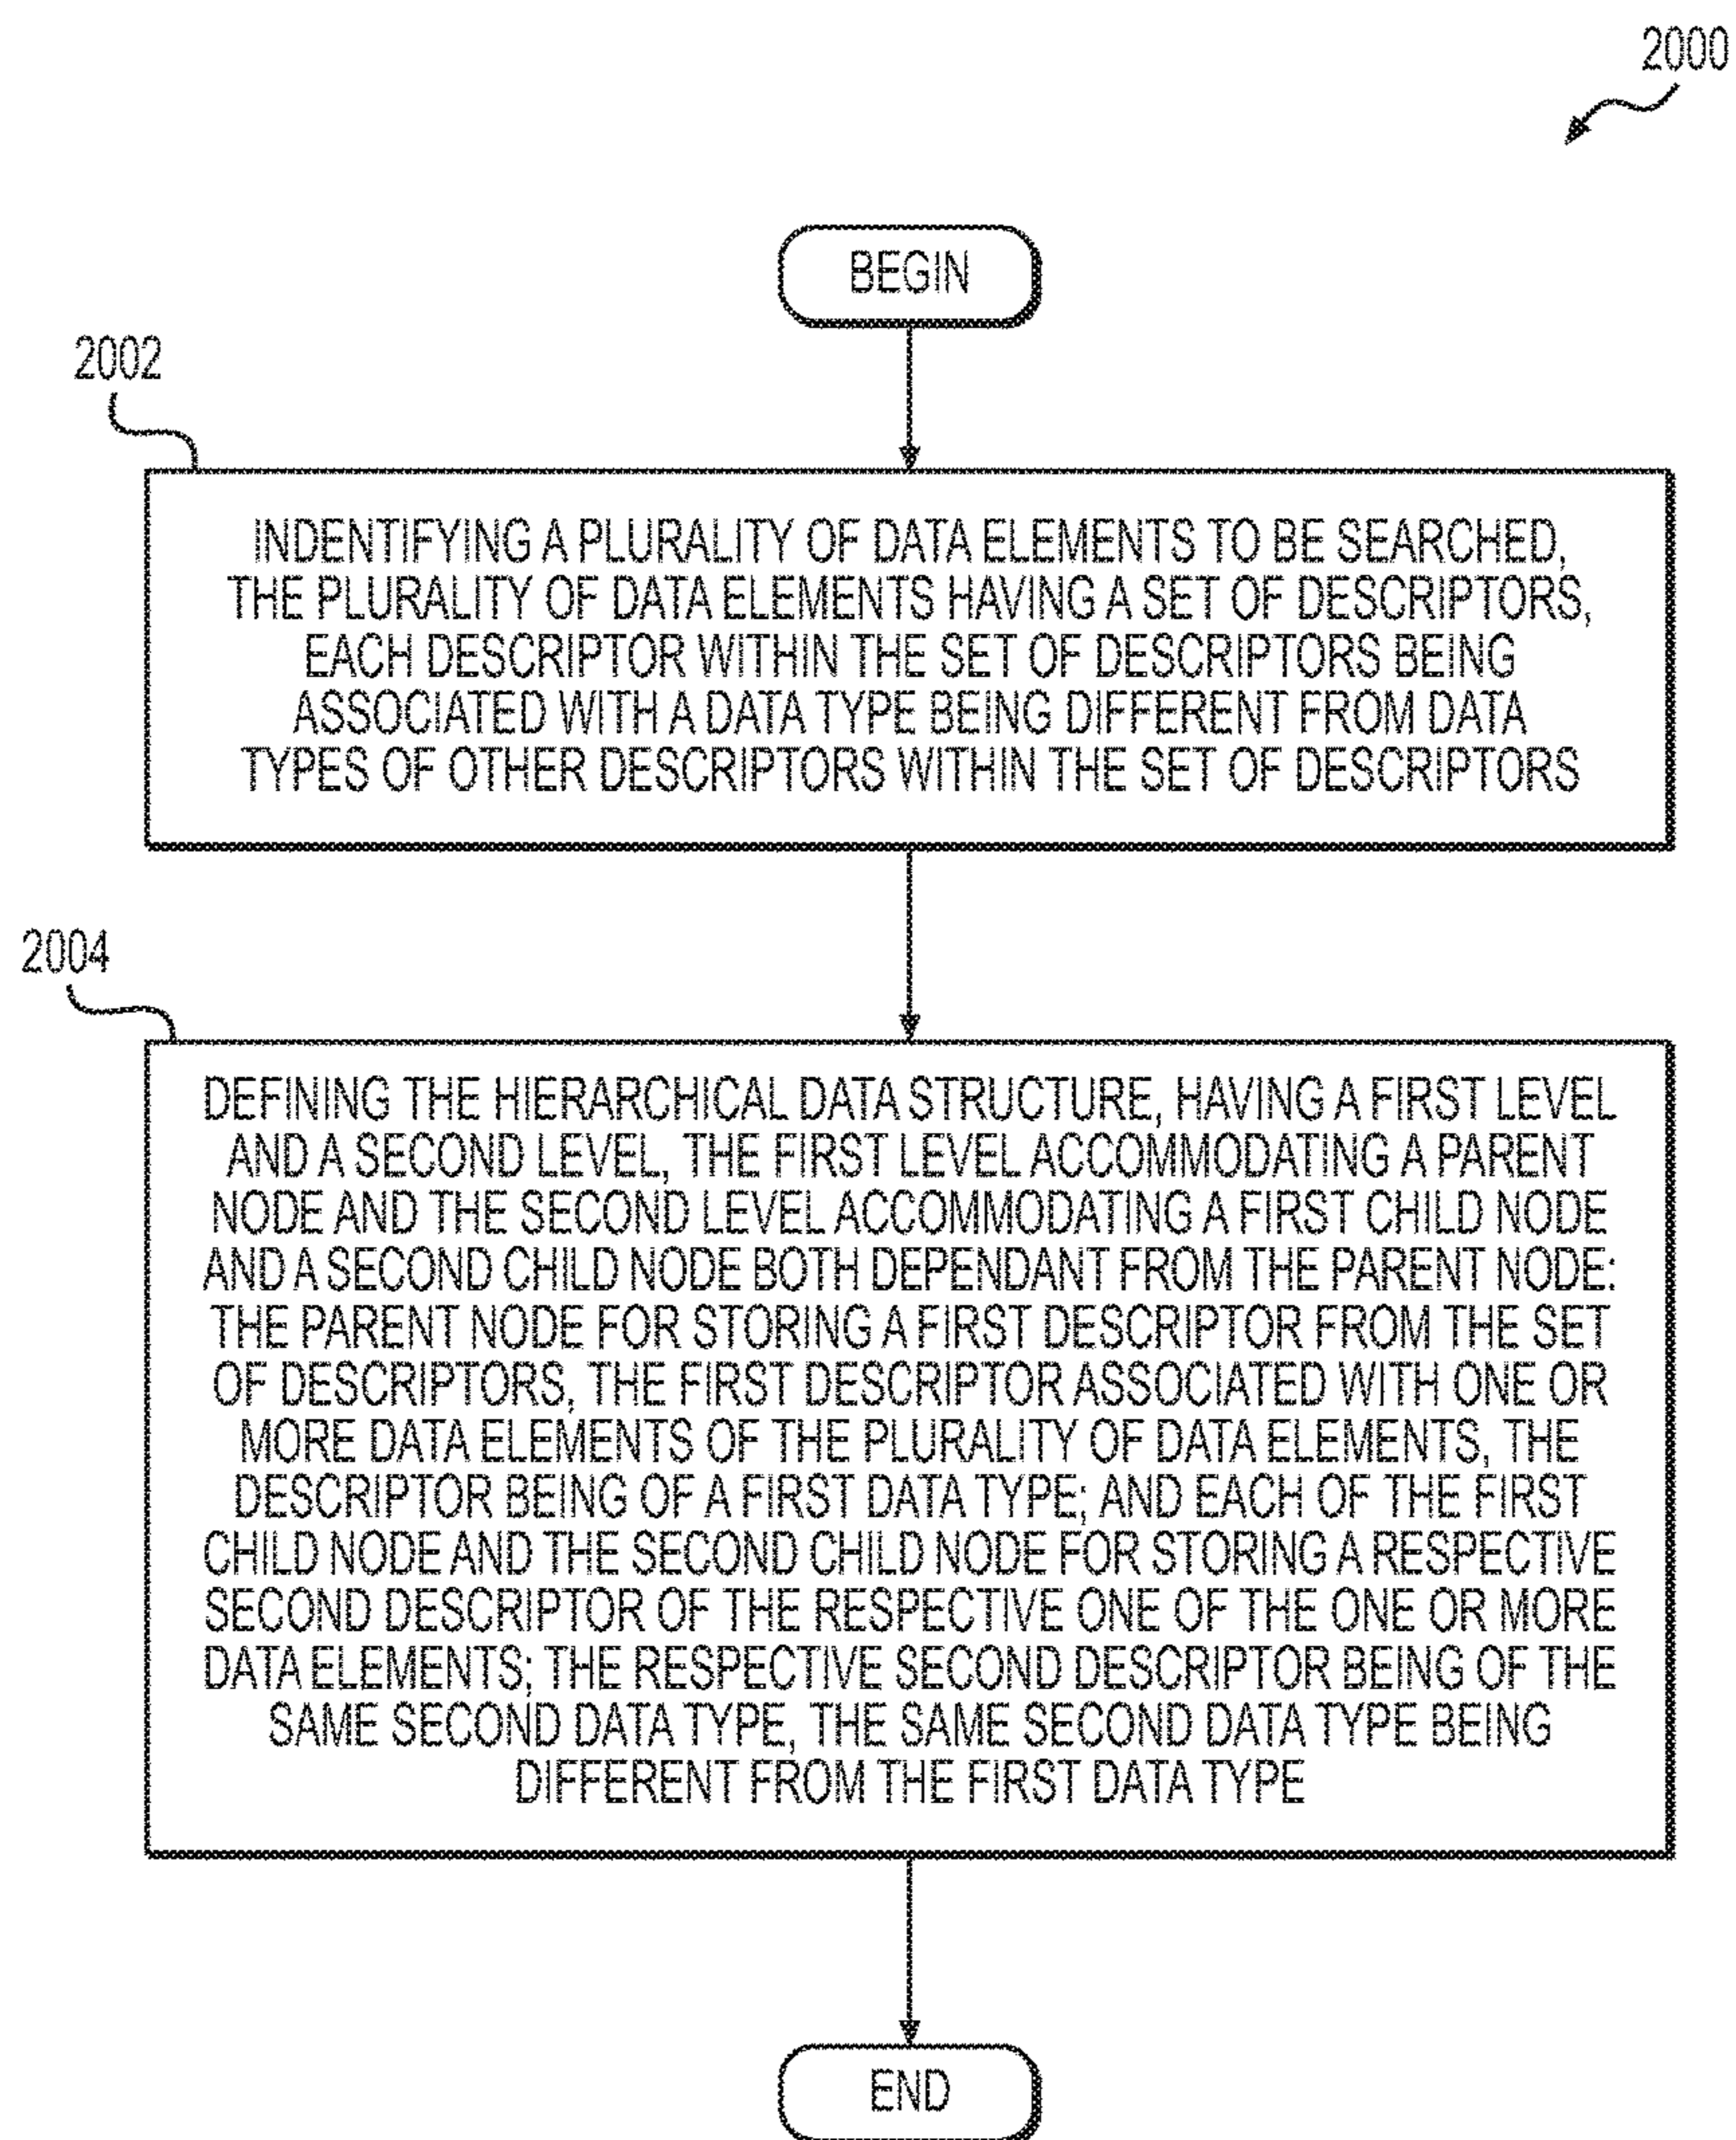 2000
BEGIN
2002
INDENTIFYING A PLURALITY OF DATA ELEMENTS TO BE SEARCHED,
THE PLURALITY OF DATA ELEMENTS HAVING A SET OF DESCRIPTORS,
EACH DESCRIPTOR WITHIN THE SET OF DESCRIPTORS BEING
ASSOCIATED WITH A DATA TYPE BEING DIFFERENT FROM DATA
TYPES OF OTHER DESCRIPTORS WITHIN THE SET OF DESCRIPTORS
2004
DEFINING THE HIERARCHICAL DATA STRUCTURE, HAVING A FIRST LEVEL
AND A SECOND LEVEL, THE FIRST LEVEL ACCOMMODATING A PARENT
NODE AND THE SECOND LEVEL ACCOMMODATING A FIRST CHILD NODE
AND A SECOND CHILD NODE BOTH DEPENDANT FROM THE PARENT NODE:
THE PARENT NODE FOR STORING A FIRST DESCRIPTOR FROM THE SET
OF DESCRIPTORS, THE FIRST DESCRIPTOR ASSOCIATED WITH ONE OR
MORE DATA ELEMENTS OF THE PLURALITY OF DATA ELEMENTS, THE
DESCRIPTOR BEING OF A FIRST DATA TYPE; AND EACH OF THE FIRST
CHILD NODE AND THE SECOND CHILD NODE FOR STORING A RESPECTIVE
SECOND DESCRIPTOR OF THE RESPECTIVE ONE OF THE ONE OR MORE
DATA ELEMENTS; THE RESPECTIVE SECOND DESCRIPTOR BEING OF THE
SAME SECOND DATA TYPE, THE SAME SECOND DATA TYPE BEING
DIFFERENT FROM THE FIRST DATA TYPE
END